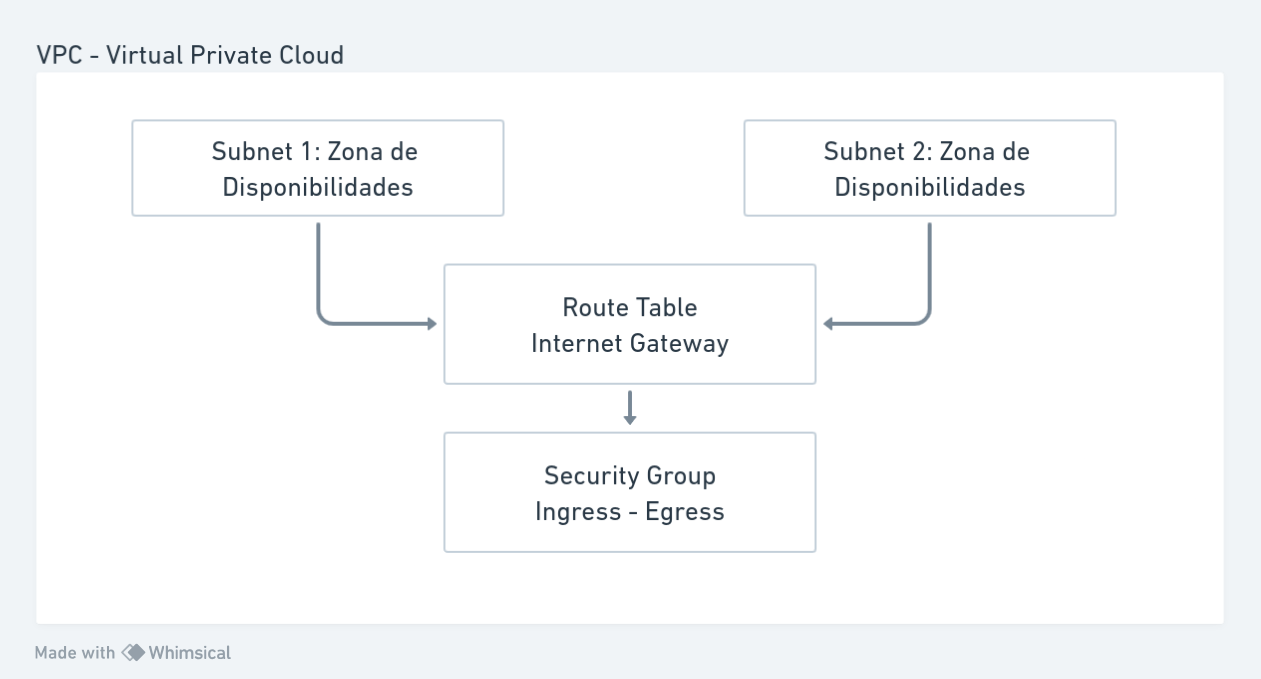 VPC - Virtual Private Cloud
Subnet 1: Zona de
Disponibilidades
Subnet 2: Zona de
Disponibilidades
Route Table
Internet Gateway
Security Group
Ingress - Egress
Made with Whimsical